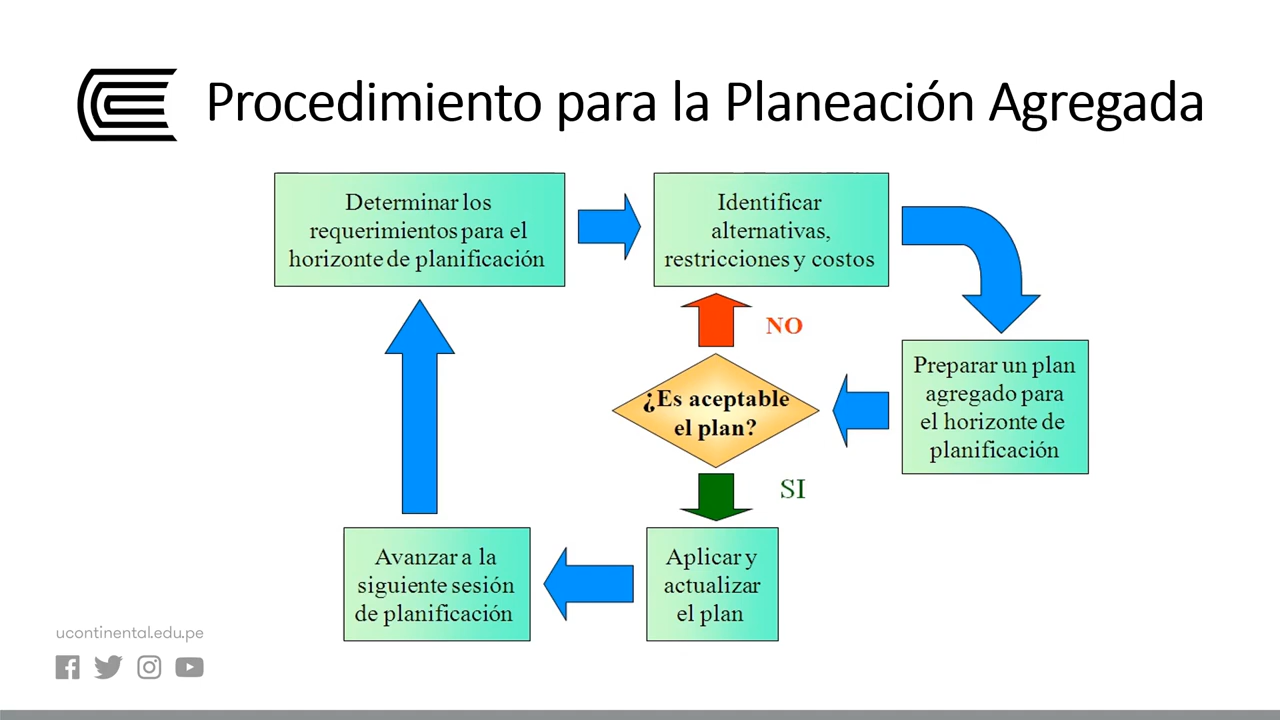 Procedimiento para la Planeación Agregada
Determinar los
requerimientos para el
horizonte de planificación
Identificar
alternativas,
restricciones y costos
NO
Preparar un plan
agregado para
el horizonte de
planificación
¿Es aceptable
el plan?
SI
Aplicar y
actualizar
el plan
Avanzar a la
siguiente sesión
de planificación
ucontinental.edu.pe